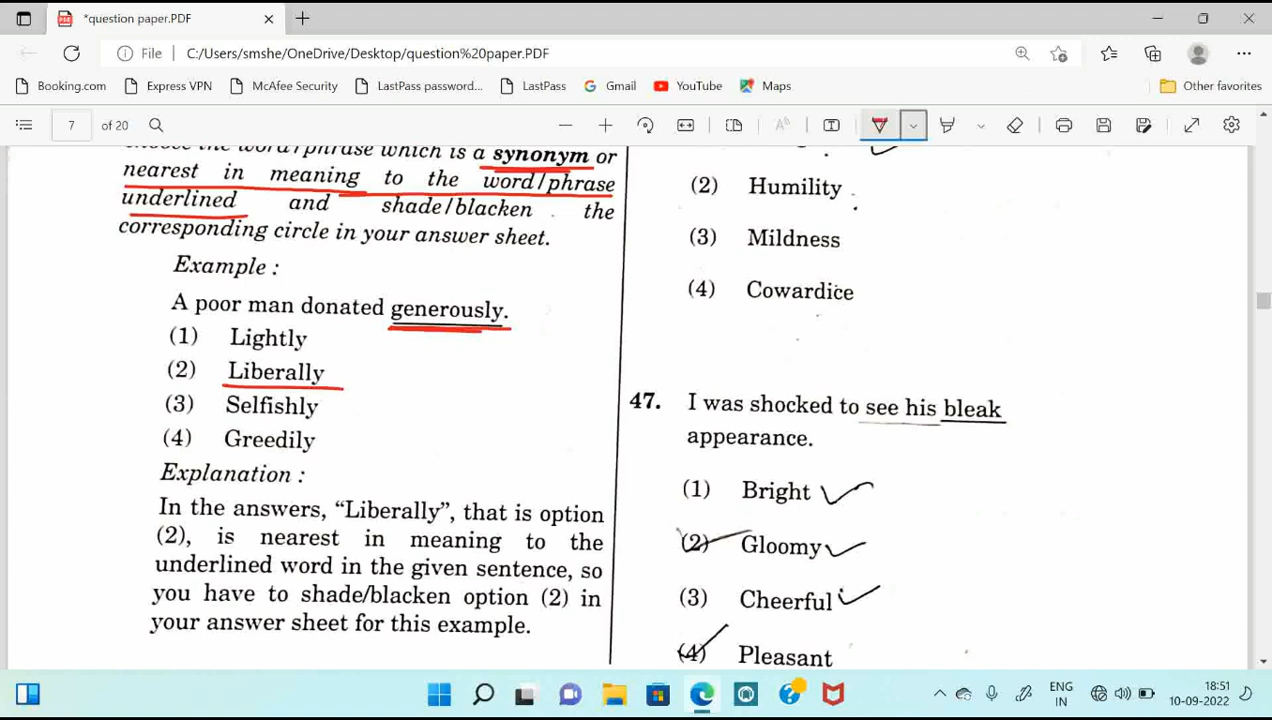 *question paper.PDF
File
C:/Users/smshe/OneDrive/Desktop/question%20paper.PDF
Booking.com
Express VPN
McAfee Security
LastPass password...
LastPass
Gmail
YouTube
Maps
Other favorites
7 of 20
word/phrase which is a synonym or
nearest in meaning to the word/phrase
underlined and shade/blacken the
corresponding circle in your answer sheet.
Example :
A poor man donated generously.
(1) Lightly
(2) Liberally
(3) Selfishly
(4) Greedily
Explanation :
In the answers, "Liberally", that is option
(2), is nearest in meaning to the
underlined word in the given sentence, so
you have to shade/blacken option (2) in
your answer sheet for this example.
(2) Humility
(3) Mildness
(4) Cowardice
47. I was shocked to see his bleak
appearance.
(1) Bright
(2) Gloomy
(3) Cheerful
(4) Pleasant
ENG
IN
18:51
10-09-2022